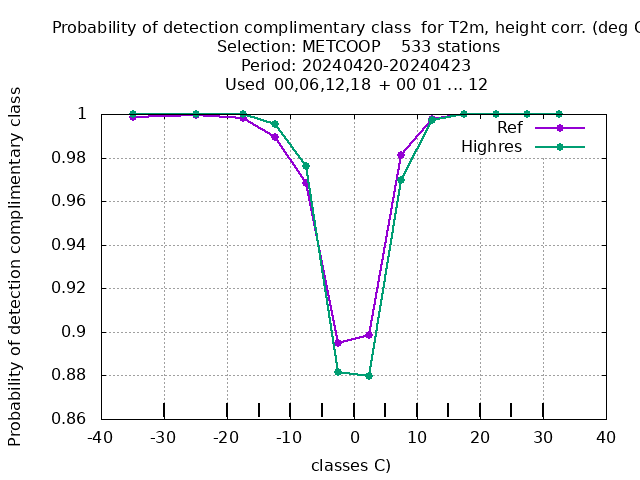 Probability of detection complimentary class  for T2m, height corr. (deg C
Selection: METCOOP    533 stations
Period: 20240420-20240423
Used  00,06,12,18 + 00 01 ... 12
Probability of detection complimentary class
1
0.98
0.96
0.94
0.92
0.9
0.88
0.86
Ref
Highres
-40 -30 -20 -10 0 10 20 30 40
classes C)